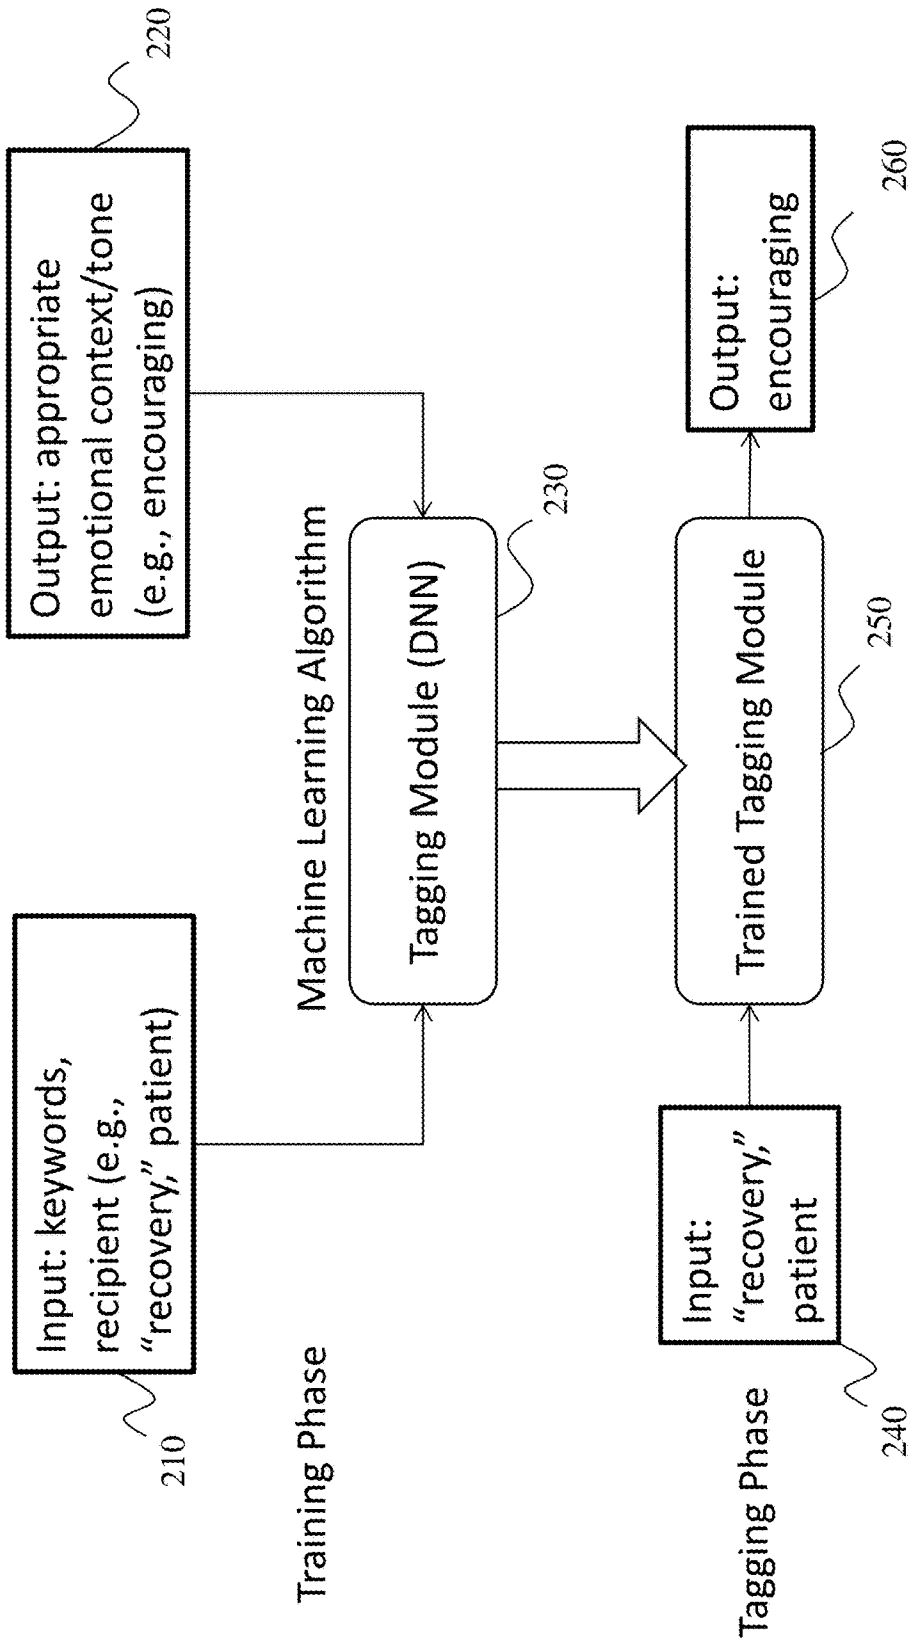 210
Input: keywords,
recipient (e.g.,
“recovery,” patient)
Output: appropriate
emotional context/tone
(e.g., encouraging)
220
Training Phase
Machine Learning Algorithm
Tagging Module (DNN)
230
Tagging Phase
Input:
“recovery,”
patient
240
Trained Tagging Module
250
Output:
encouraging
260